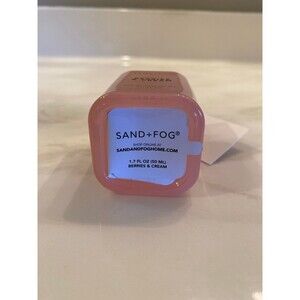 SAND+FOG®
SHOP ONLINE AT
SANDANDFOGHOME.COM
1.7 FL OZ (50 ML)
BERRIES & CREAM